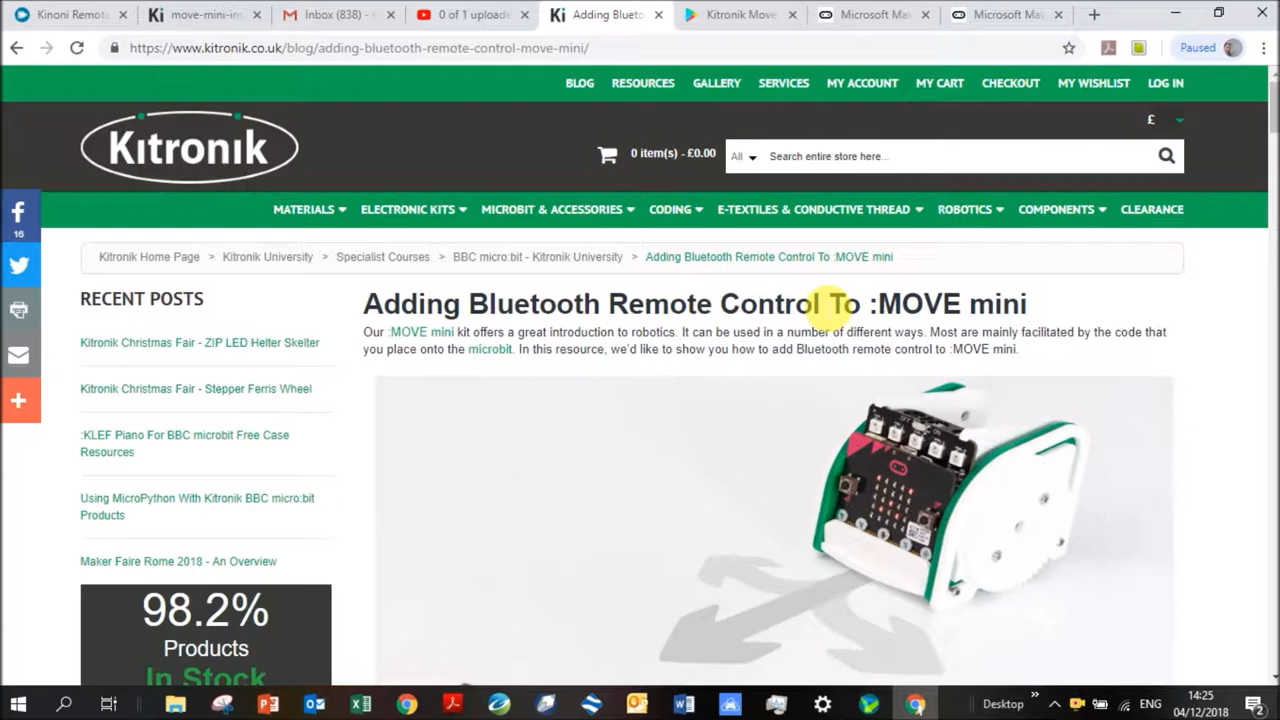 Kinoni Remote
move-mini-ins
Inbox (838) - s
0 of 1 uploade
Ki
Adding Blueto
Kitronik Move
Microsoft Ma
Microsoft Ma
https://www.kitronik.co.uk/blog/adding-bluetooth-remote-control-move-mini/
Paused
BLOG RESOURCES GALLERY SERVICES MY ACCOUNT MY CART CHECKOUT MY WISHLIST LOG IN
£
Kitronik
0 item(s) - £0.00
All
Search entire store here...
MATERIALS ELECTRONIC KITS MICROBIT & ACCESSORIES CODING E-TEXTILES & CONDUCTIVE THREAD ROBOTICS COMPONENTS CLEARANCE
16
Kitronik Home Page > Kitronik University > Specialist Courses > BBC micro:bit - Kitronik University > Adding Bluetooth Remote Control To :MOVE mini
RECENT POSTS
Kitronik Christmas Fair - ZIP LED Helter Skelter
Kitronik Christmas Fair - Stepper Ferris Wheel
:KLEF Piano For BBC microbit Free Case
Resources
Using MicroPython With Kitronik BBC micro:bit
Products
Maker Faire Rome 2018 - An Overview
98.2%
Products
In Stock
Adding Bluetooth Remote Control To :MOVE mini
Our :MOVE mini kit offers a great introduction to robotics. It can be used in a number of different ways. Most are mainly facilitated by the code that
you place onto the microbit. In this resource, we'd like to show you how to add Bluetooth remote control to :MOVE mini.
Desktop
ENG
14:25
04/12/2018
2